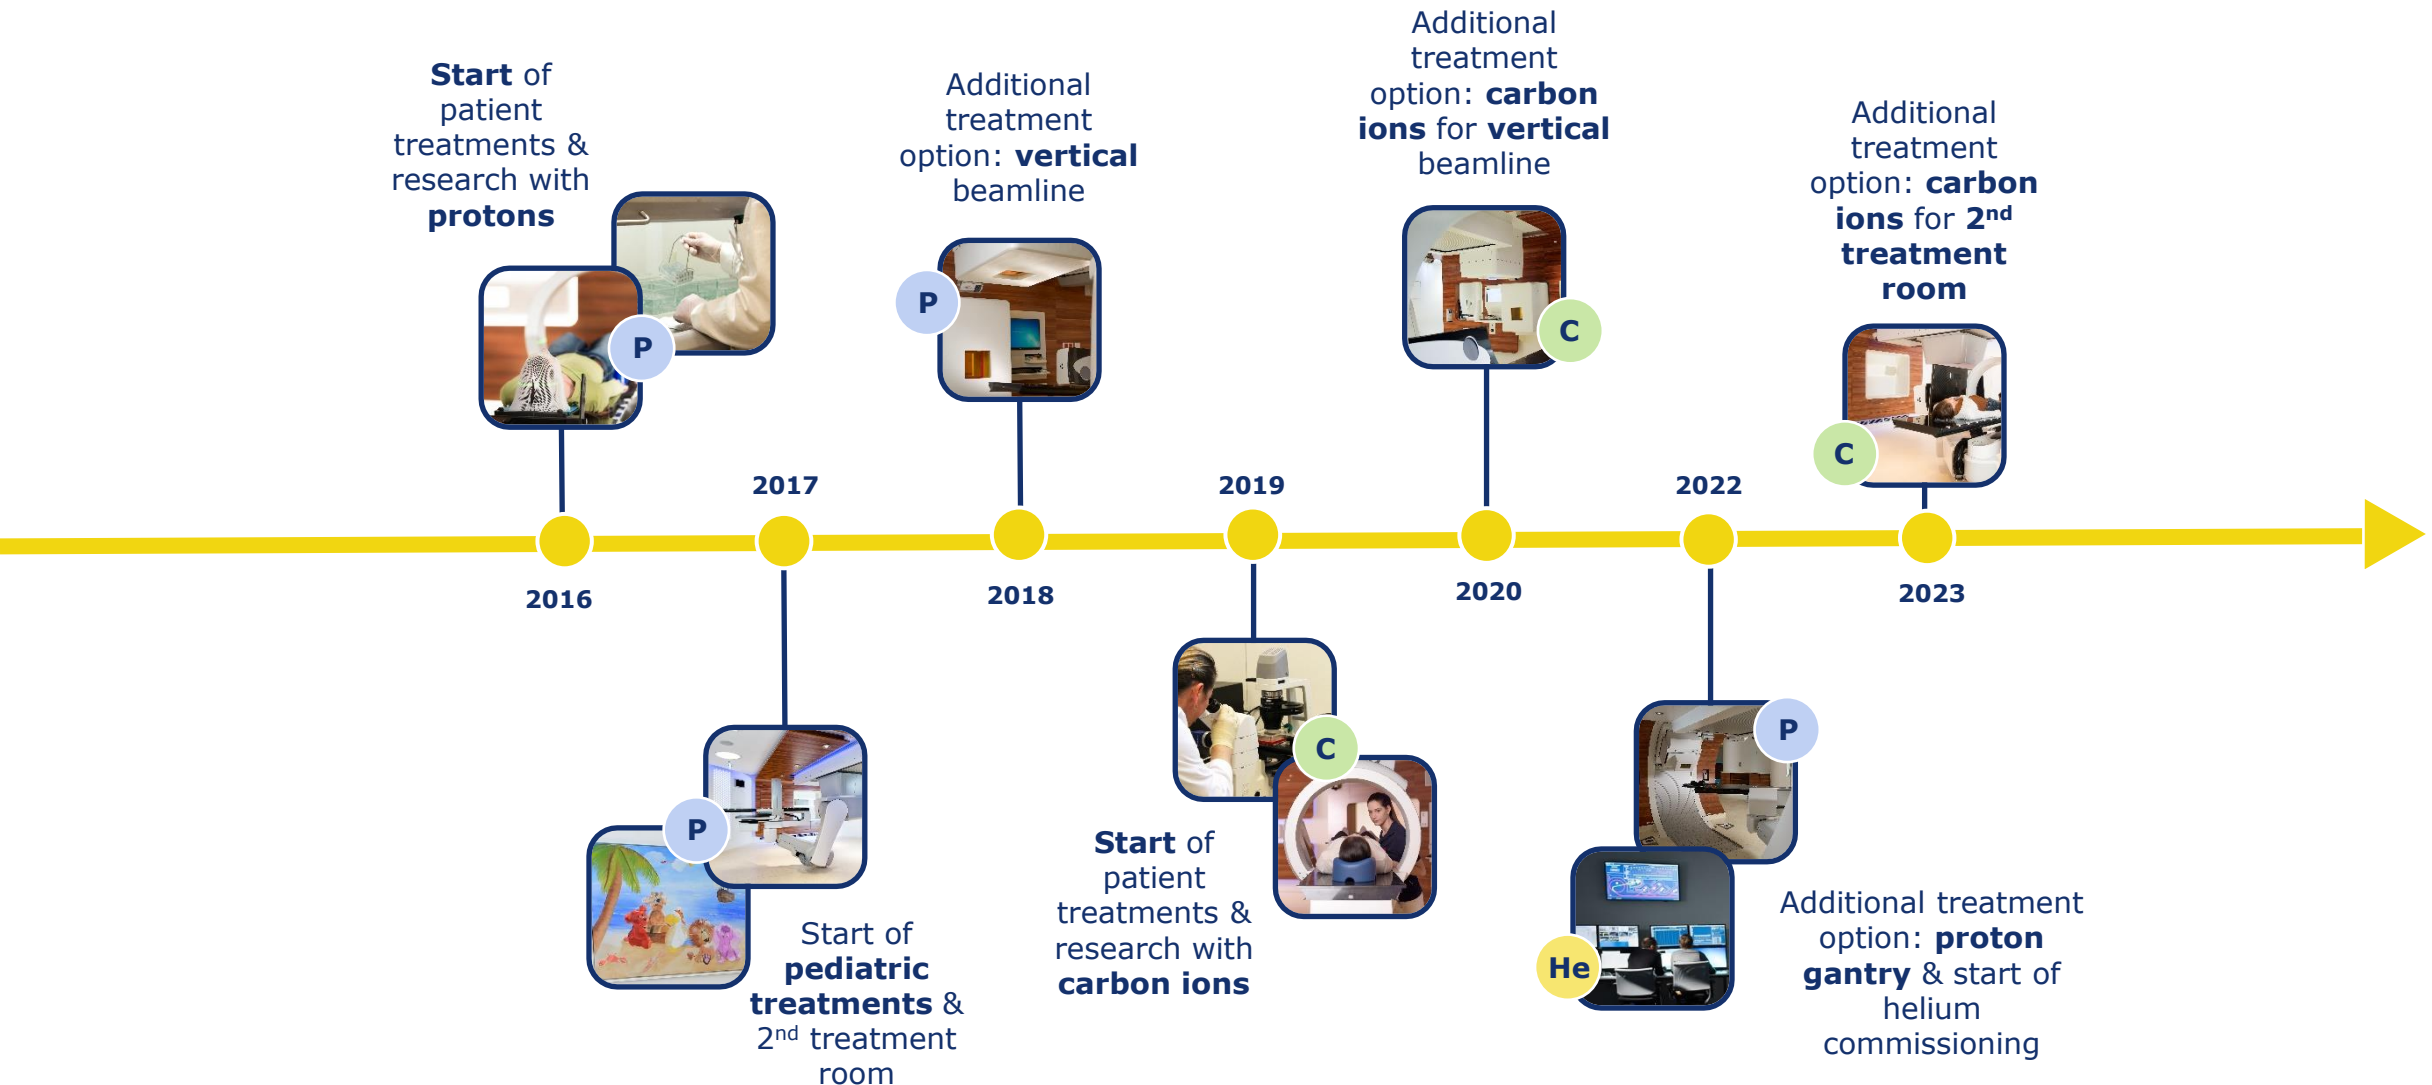 Start of
patient
treatments &
research with
protons
P
2016
2017
P
Start of
pediatric
treatments &
2nd treatment
room
Additional
treatment
option: vertical
beamline
P
2018
2019
C
Start of
patient
treatments &
research with
carbon ions
Additional
treatment
option: carbon
ions for vertical
beamline
C
2020
2022
P
He
Additional treatment
option: proton
gantry & start of
helium
commissioning
Additional
treatment
option: carbon
ions for 2nd
treatment
room
C
2023